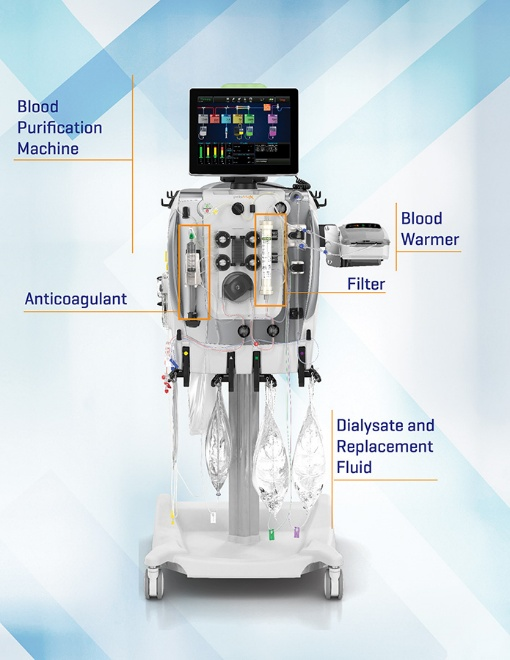 Blood
Purification
Machine
Blood
Warmer
Filter
Anticoagulant
Dialysate and
Replacement
Fluid